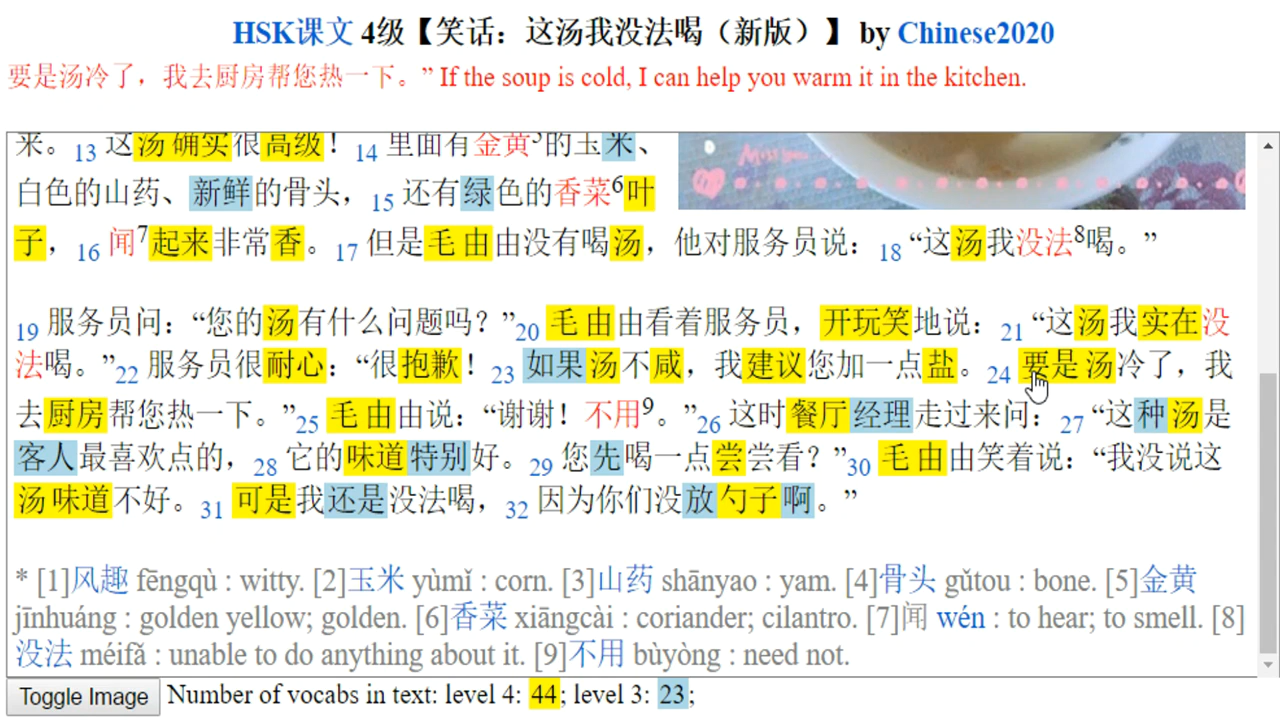 HSK课文 4级【笑话：这汤我没法喝（新版）】 by Chinese2020
要是汤冷了，我去厨房帮您热一下。” If the soup is cold, I can help you warm it in the kitchen.
来。13 这汤确实很高级！ 14 里面有金黄5的玉米、
白色的山药、新鲜的骨头，15 还有绿色的香菜6叶
子，16 闻7起来非常香。17 但是毛由由没有喝汤，他对服务员说：18 “这汤我没法8喝。”
19 服务员问：“您的汤有什么问题吗？”20 毛由由看着服务员，开玩笑地说：21 “这汤我实在没
法喝。”22 服务员很耐心：“很抱歉！23 如果汤不咸，我建议您加一点盐。24 要是汤冷了，我
去厨房帮您热一下。”25 毛由由说：“谢谢！不用9。”26 这时餐厅经理走过来问：27 “这种汤是
客人最喜欢点的，28 它的味道特别好。29 您先喝一点尝尝看？”30 毛由由笑着说：“我没说这
汤味道不好。31 可是我还是没法喝，32 因为你们没放勺子啊。”
* [1]风趣 fēngqù : witty. [2]玉米 yùmǐ : corn. [3]山药 shānyao : yam. [4]骨头 gǔtou : bone. [5]金黄
jīnhuáng : golden yellow; golden. [6]香菜 xiāngcài : coriander; cilantro. [7]闻 wén : to hear; to smell. [8]
没法 méifǎ : unable to do anything about it. [9]不用 bùyòng : need not.
Toggle Image Number of vocabs in text: level 4: 44; level 3: 23;